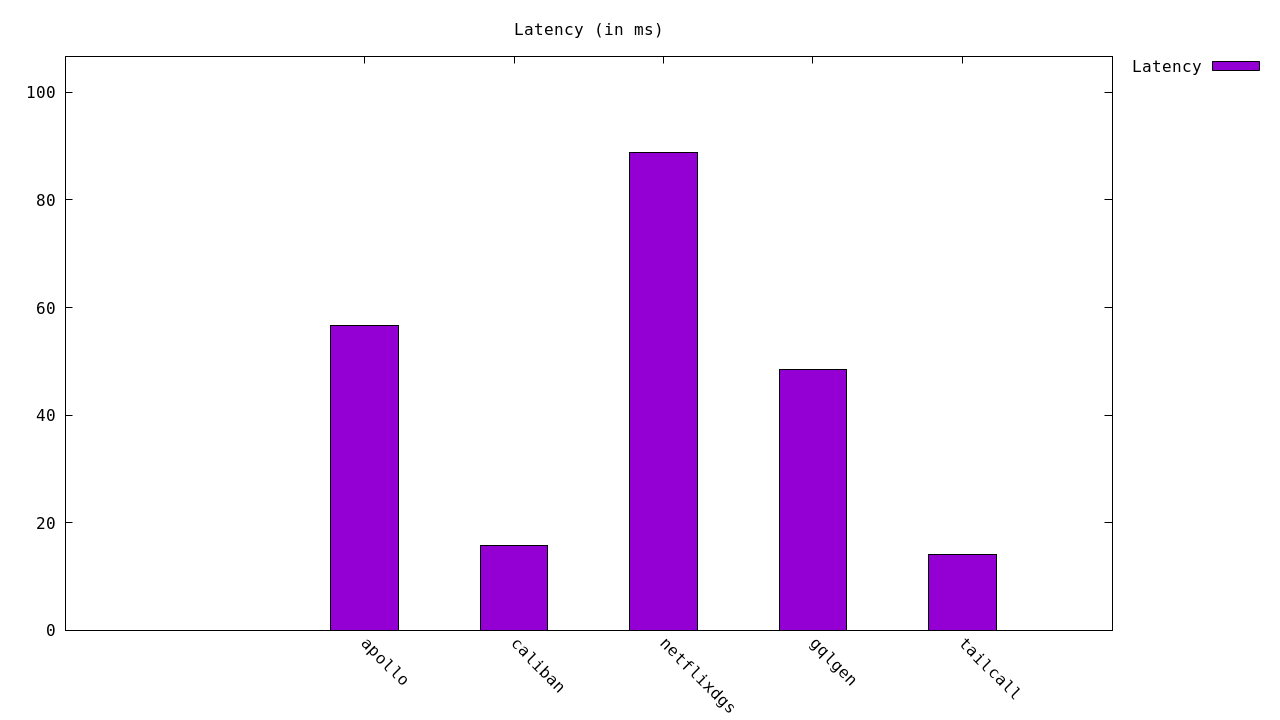 Latency (in ms)
Latency
100
80
60
40
20
0
apollo
caliban
netflixdgs
gqlgen
tailcall